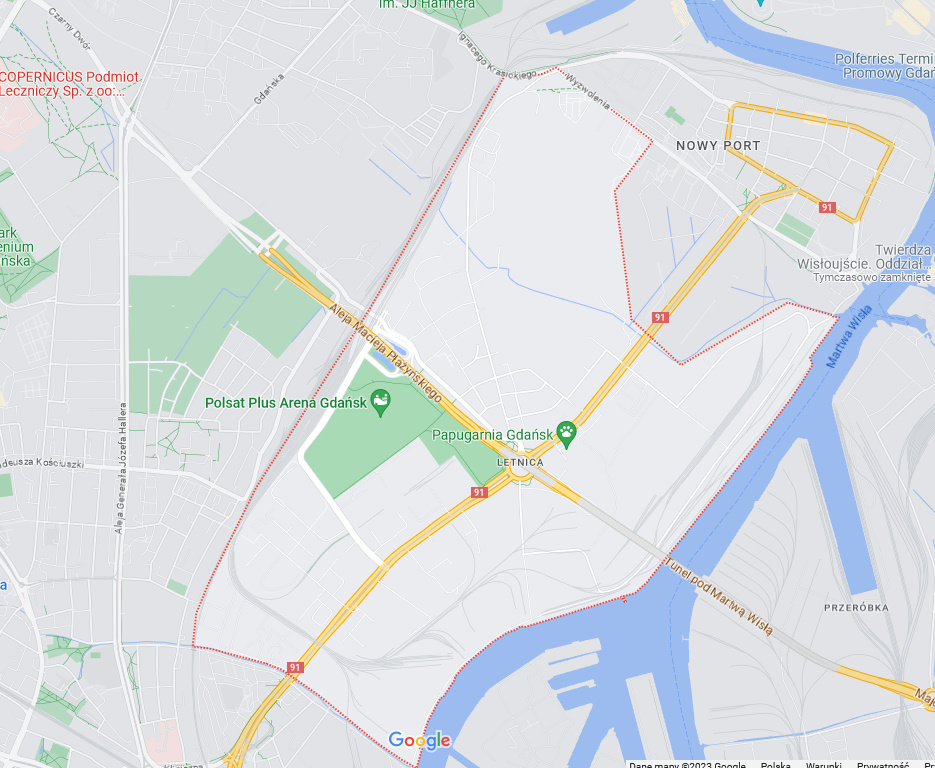 im. JJ Haffnera
Czarny Dwór
Ignacego Krasickiego
Polferries Termi
Promowy Gdań
COPERNICUS Podmiot
Leczniczy Sp. z oo:...
Gdańska
Wyzwolenia
NOWY PORT
91
ark
enium
ńska
Twierdza
Wisłoujście. Oddział...
Tymczasowo zamknięte
Aleja Macieja Płażyńskiego
91
Martwa Wisła
Polsat Plus Arena Gdańsk
Papugarnia Gdańsk
LETNICA
adeusza Kościuszki
Aleja Generała Józefa Hallera
91
Tunel pod Martwą Wisłą
a
PRZERÓBKA
91
Google
Dane mapy ©2023 Google
Polska
Warunki
Prywatność